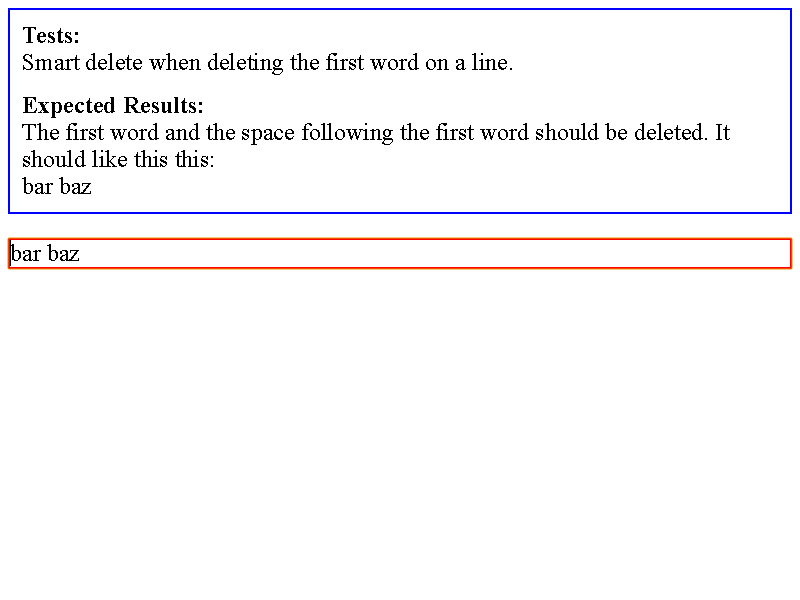 Tests:
Smart delete when deleting the first word on a line.
Expected Results:
The first word and the space following the first word should be deleted. It
should like this this:
bar baz
bar baz